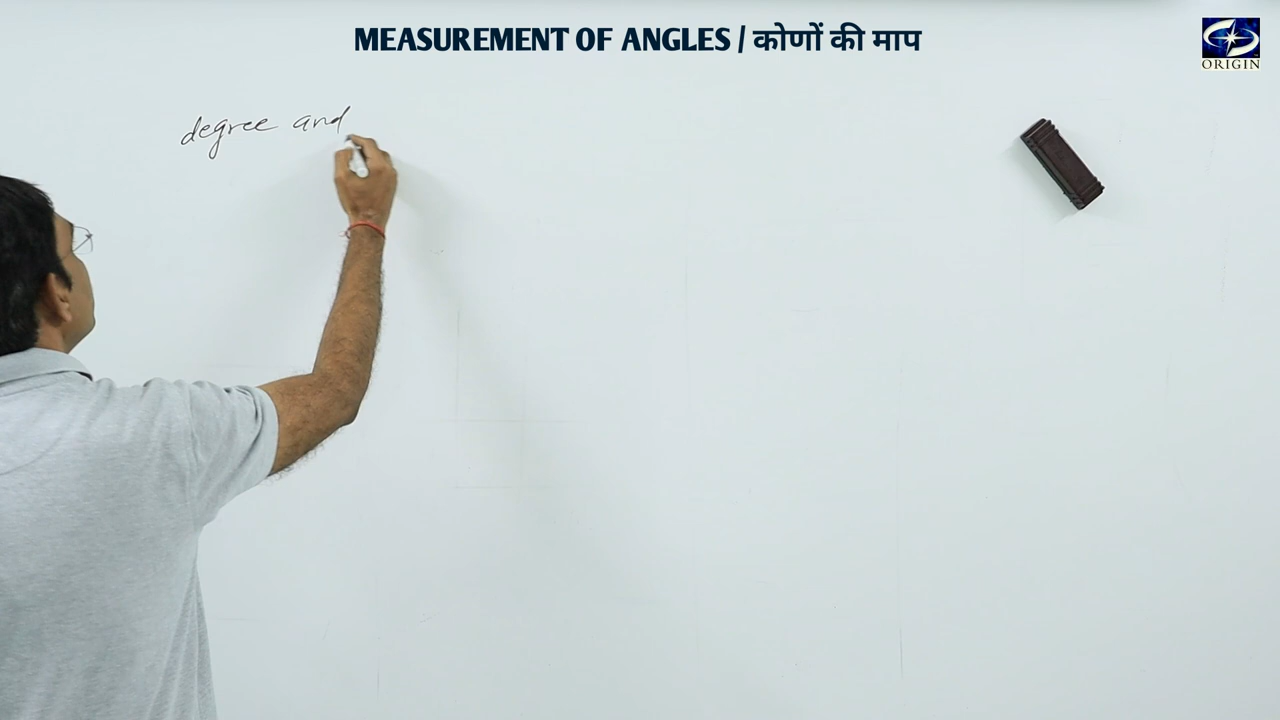 MEASUREMENT OF ANGLES / कोणों की माप
ORIGIN
degree and